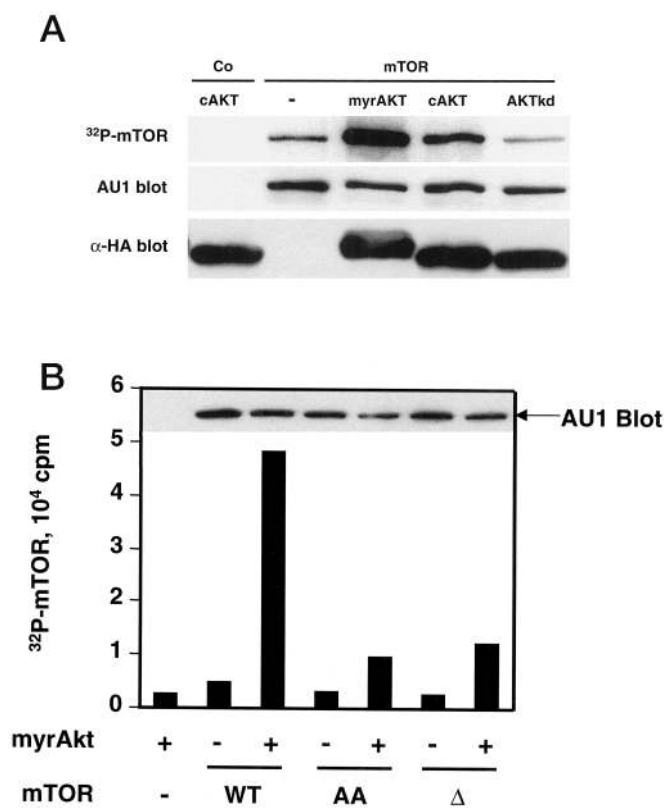 A
Co mTOR
cAKT - myrAKT cAKT AKTkd
³²P-mTOR
AU1 blot
α-HA blot
B
6
5
4
3
2
1
0
³²P-mTOR, 10⁴ cpm
AU1 Blot
myrAkt + - + - + - +
mTOR - WT AA Δ